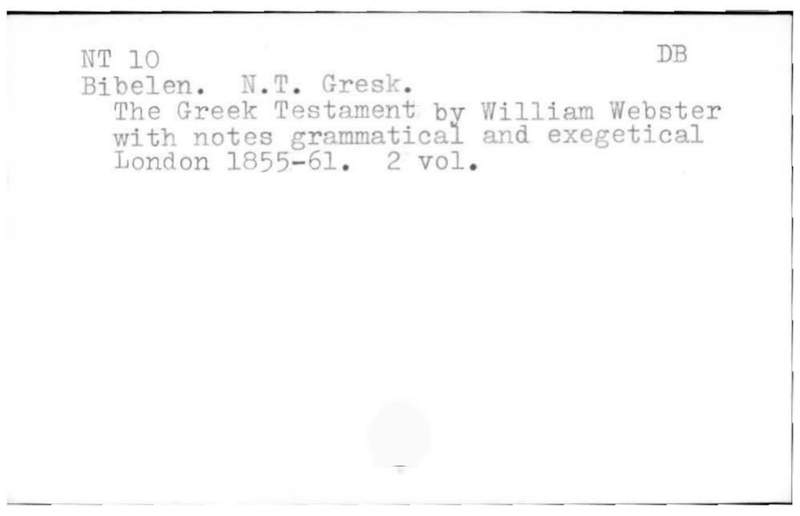 NT 10 DB
Bibelen. N.T. Gresk.
The Greek Testament by William Webster
with notes grammatical and exegetical
London 1855-61. 2 vol.